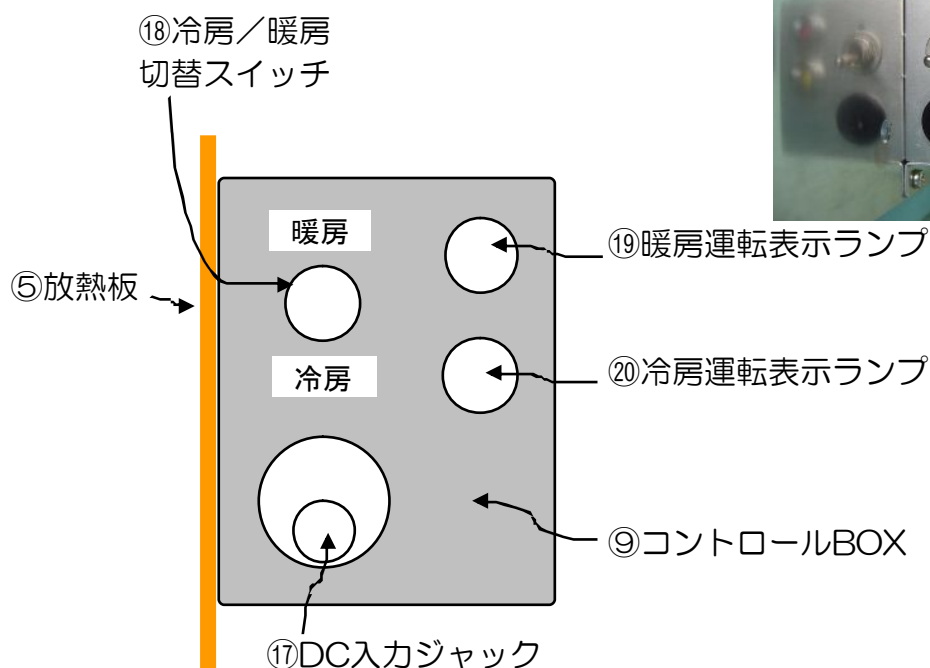 ⑱冷房／暖房
切替スイッチ
暖房
⑲暖房運転表示ランプ
⑤放熱板
冷房
⑳冷房運転表示ランプ
⑨コントロールBOX
⑰DC入力ジャック